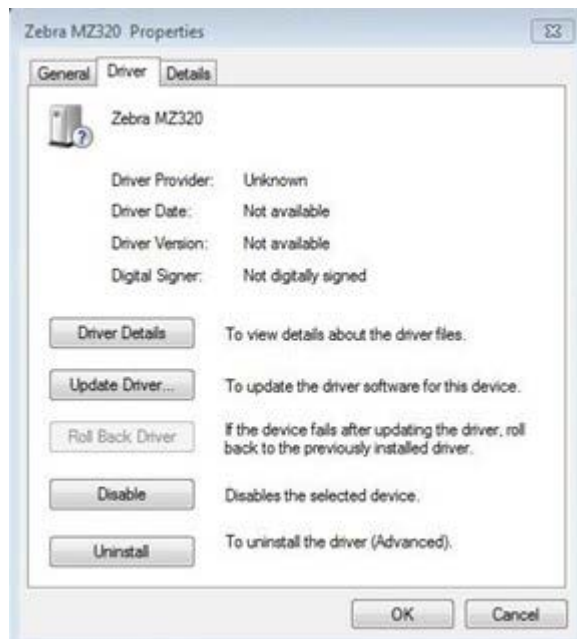 Zebra MZ320 Properties
General Driver Details
Zebra MZ320
Driver Provider: Unknown
Driver Date: Not available
Driver Version: Not available
Digital Signer: Not digitally signed
Driver Details To view details about the driver files.
Update Driver... To update the driver software for this device.
Roll Back Driver If the device fails after updating the driver, roll
back to the previously installed driver.
Disable Disables the selected device.
Uninstall To uninstall the driver (Advanced).
OK Cancel